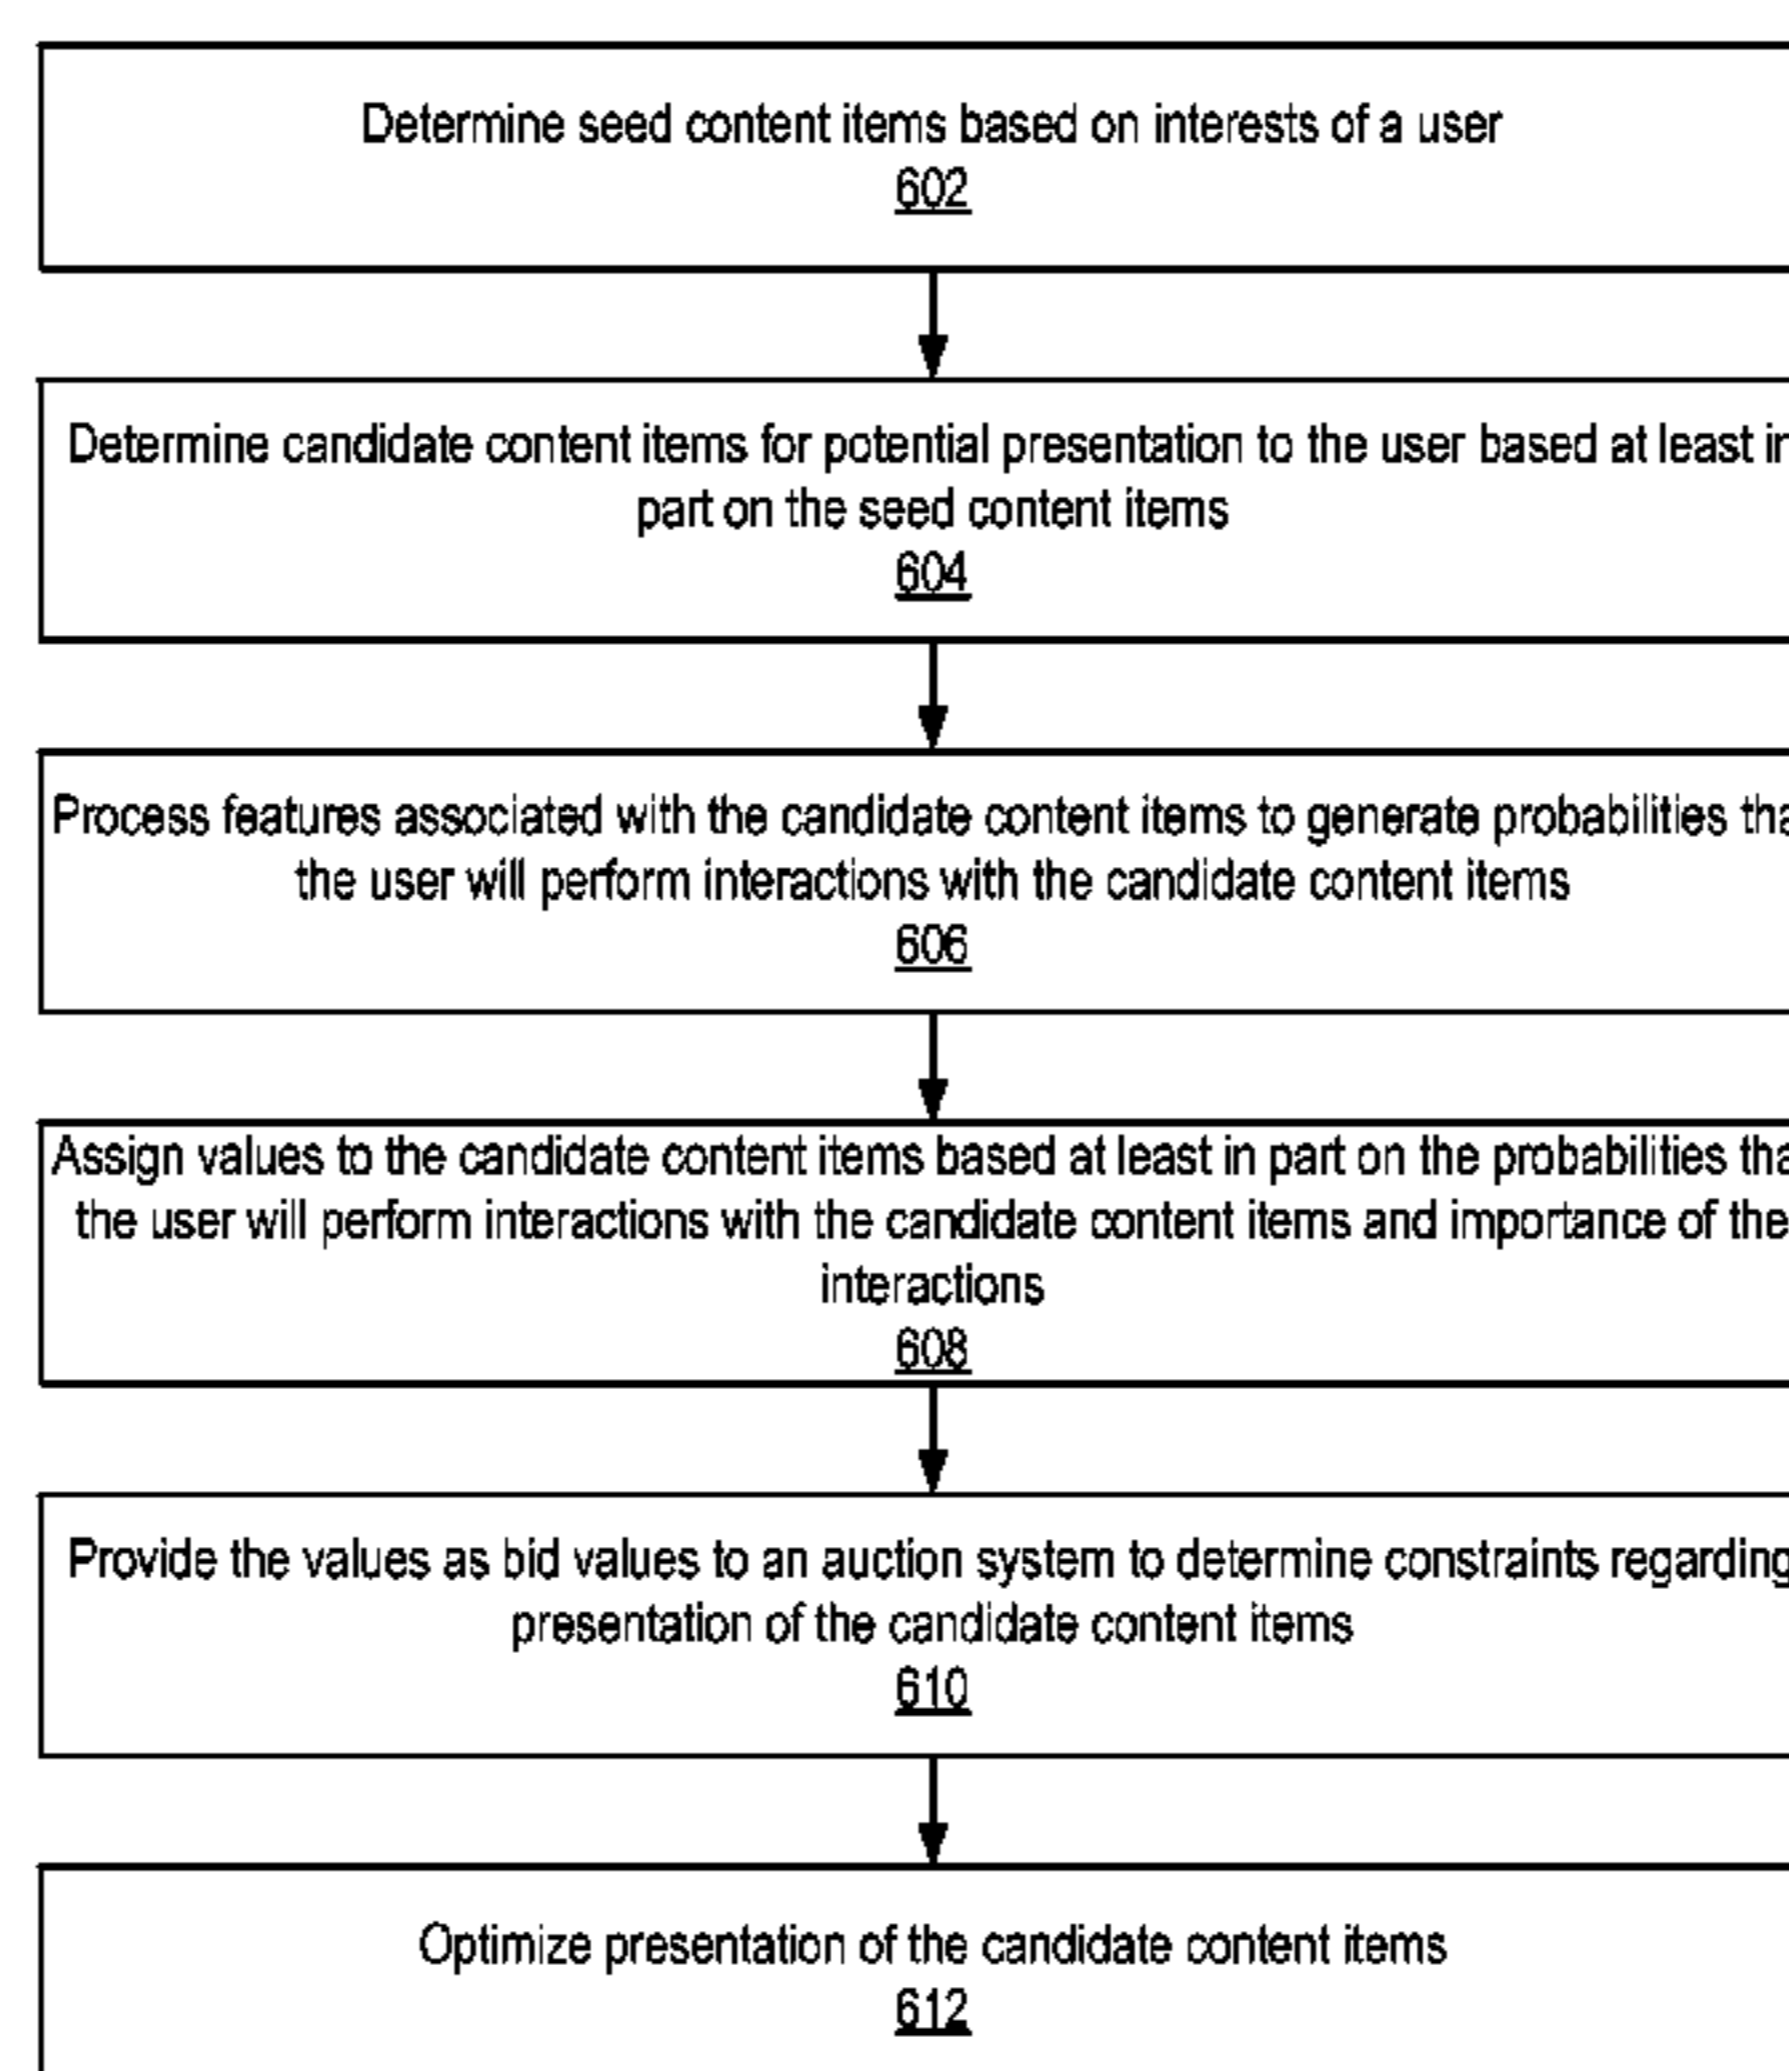 Determine seed content items based on interests of a user
602
Determine candidate content items for potential presentation to the user based at least in
part on the seed content items
604
Process features associated with the candidate content items to generate probabilities tha
the user will perform interactions with the candidate content items
606
Assign values to the candidate content items based at least in part on the probabilities tha
the user will perform interactions with the candidate content items and importance of the
interactions
608
Provide the values as bid values to an auction system to determine constraints regarding
presentation of the candidate content items
610
Optimize presentation of the candidate content items
612